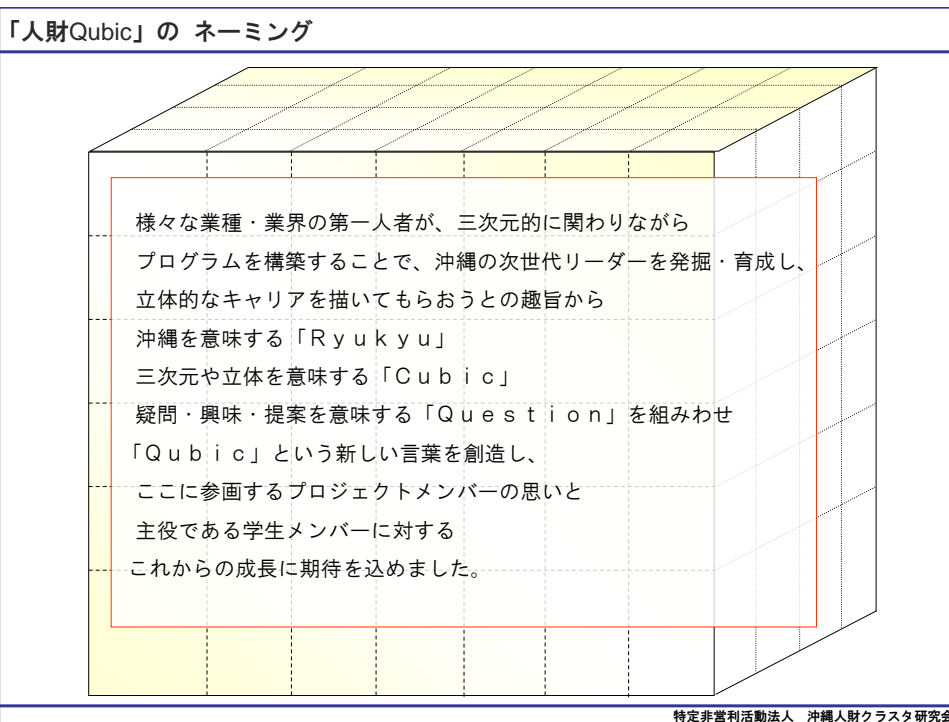 「人財Qubic」の ネーミング
様々な業種・業界の第一人者が、三次元的に関わりながら
プログラムを構築することで、沖縄の次世代リーダーを発掘・育成し、
立体的なキャリアを描いてもらおうとの趣旨から
沖縄を意味する「Ｒｙｕｋｙｕ」
三次元や立体を意味する「Ｃｕｂｉｃ」
疑問・興味・提案を意味する「Ｑｕｅｓｔｉｏｎ」を組みわせ
「Ｑｕｂｉｃ」という新しい言葉を創造し、
ここに参画するプロジェクトメンバーの思いと
主役である学生メンバーに対する
これからの成長に期待を込めました。
特定非営利活動法人　沖縄人財クラスタ研究会